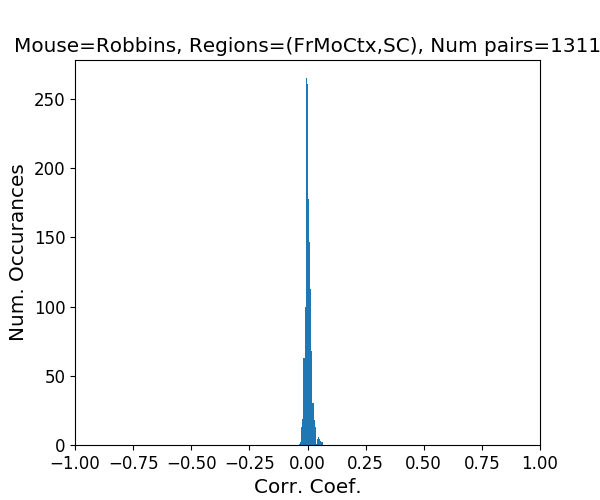 Mouse=Robbins, Regions=(FrMoCtx,SC), Num pairs=1311
250
200
150
100
50
0
Num. Occurances
−1.00 −0.75 −0.50 −0.25 0.00 0.25 0.50 0.75 1.00
Corr. Coef.